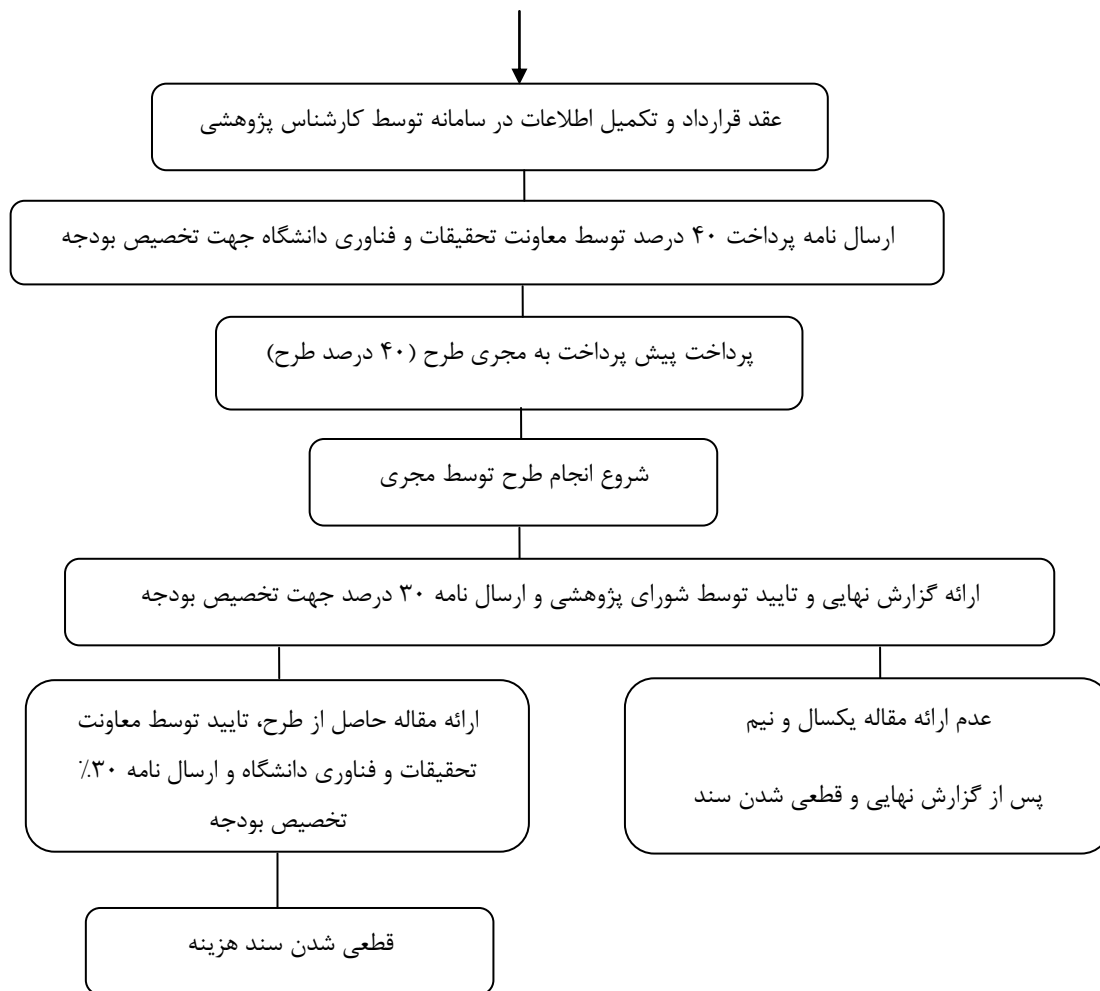 عقد قرارداد و تکمیل اطلاعات در سامانه توسط کارشناس پژوهشی
ارسال نامه پرداخت ۴۰ درصد توسط معاونت تحقیقات و فناوری دانشگاه جهت تخصیص بودجه
پرداخت پیش پرداخت به مجری طرح (۴۰ درصد طرح)
شروع انجام طرح توسط مجری
ارائه گزارش نهایی و تایید توسط شورای پژوهشی و ارسال نامه ۳۰ درصد جهت تخصیص بودجه
عدم ارائه مقاله یکسال و نیم
پس از گزارش نهایی و قطعی شدن سند
ارائه مقاله حاصل از طرح، تایید توسط معاونت
تحقیقات و فناوری دانشگاه و ارسال نامه ۳۰٪
تخصیص بودجه
قطعی شدن سند هزینه